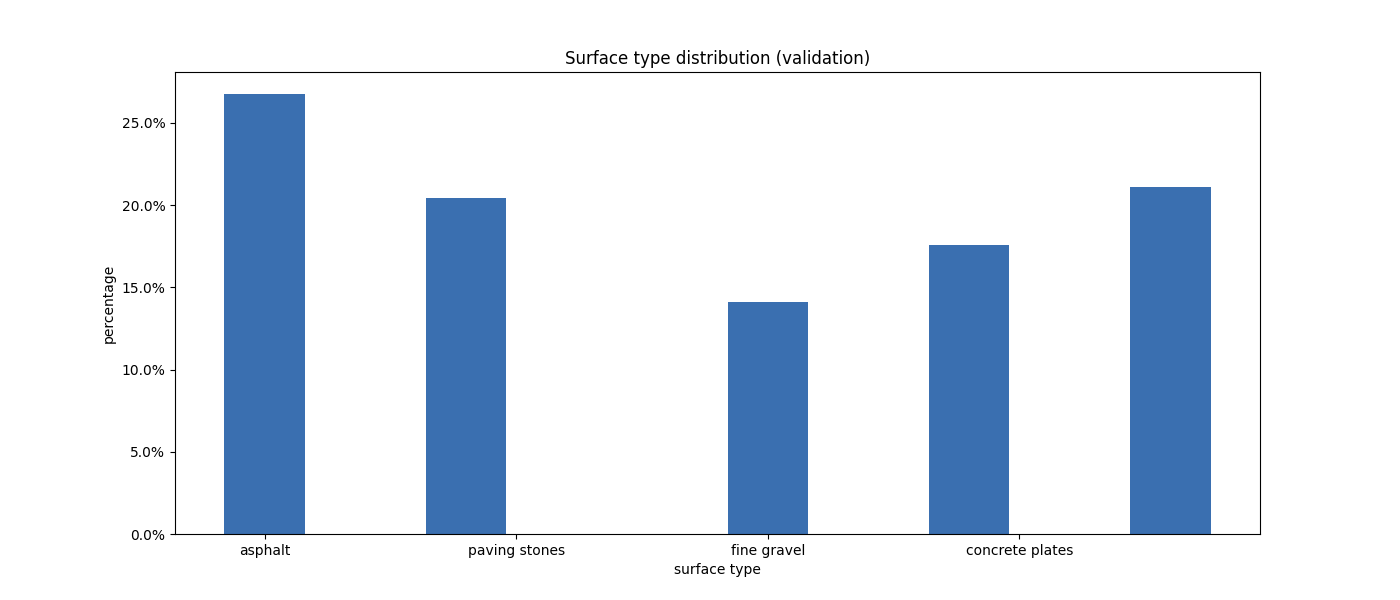 Surface type distribution (validation)
25.0%
20.0%
15.0%
10.0%
5.0%
0.0%
percentage
asphalt
paving stones
fine gravel
concrete plates
surface type